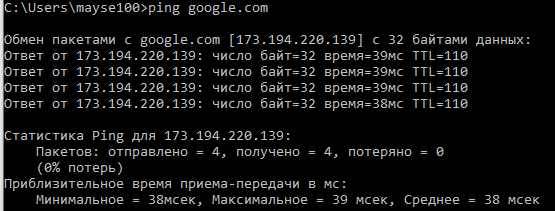 C:\Users\mayse100>ping google.com
Обмен пакетами с google.com [173.194.220.139] с 32 байтами данных:
Ответ от 173.194.220.139: число байт=32 время=39мс TTL=110
Ответ от 173.194.220.139: число байт=32 время=39мс TTL=110
Ответ от 173.194.220.139: число байт=32 время=39мс TTL=110
Ответ от 173.194.220.139: число байт=32 время=38мс TTL=110
Статистика Ping для 173.194.220.139:
Пакетов: отправлено = 4, получено = 4, потеряно = 0
(0% потерь)
Приблизительное время приема-передачи в мс:
Минимальное = 38мсек, Максимальное = 39 мсек, Среднее = 38 мсек